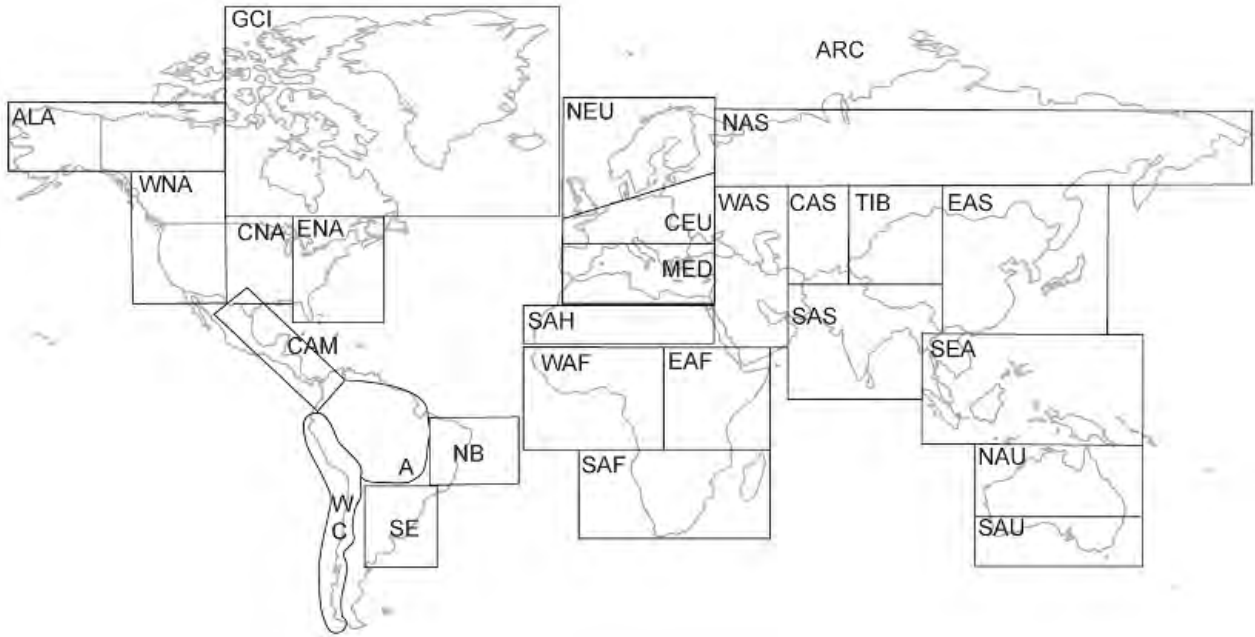 GCI
ARC
ALA
NEU
NAS
WNA
CNA
ENA
CEU
WAS
CAS
TIB
EAS
MED
SAH
SAS
CAM
WAF
EAF
SEA
A
NB
SAF
NAU
W
C
SE
SAU